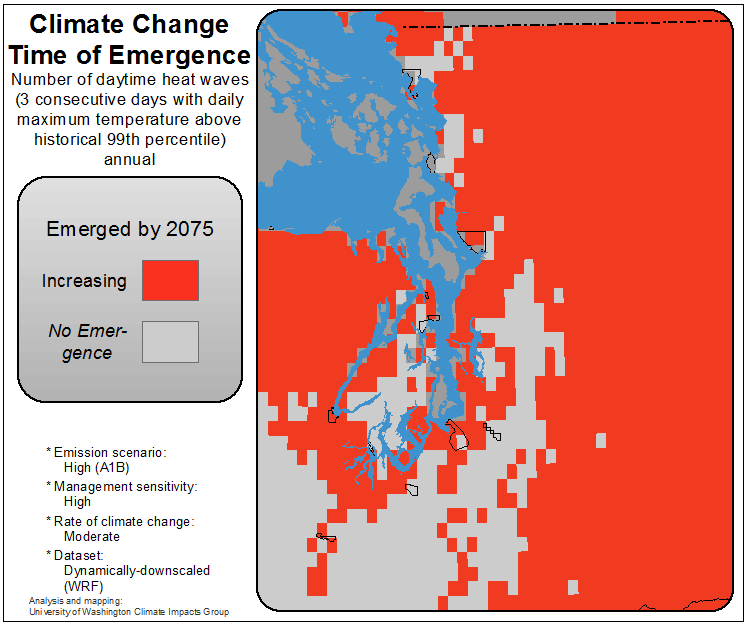 Climate Change
Time of Emergence
Number of daytime heat waves
(3 consecutive days with daily
maximum temperature above
historical 99th percentile)
annual
Emerged by 2075
Increasing
No Emer-
gence
* Emission scenario:
High (A1B)
* Management sensitivity:
High
* Rate of climate change:
Moderate
* Dataset:
Dynamically-downscaled
(WRF)
Analysis and mapping:
University of Washington Climate Impacts Group